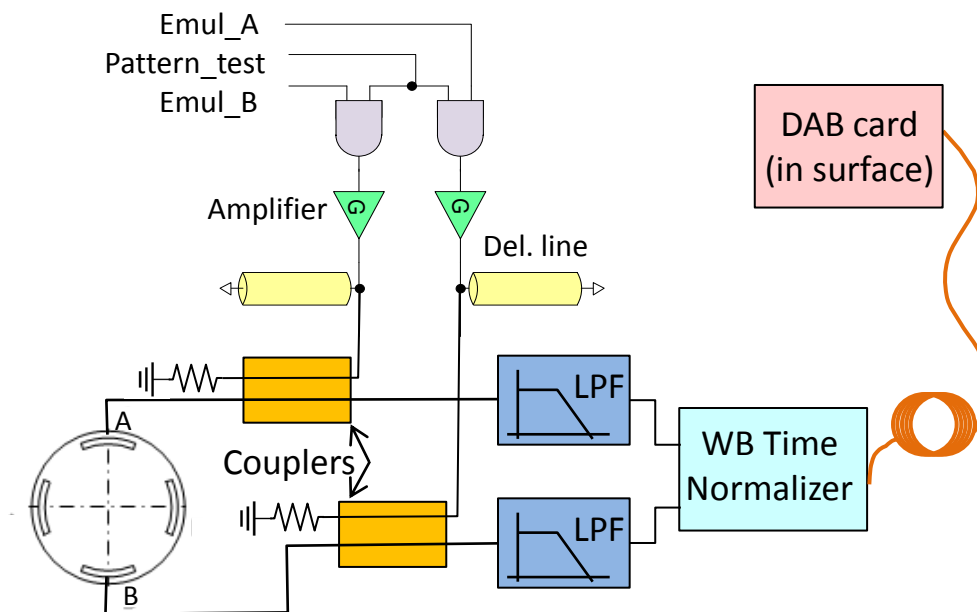 Emul_A
Pattern_test
Emul_B
DAB card
(in surface)
Amplifier
G
G
Del. line
LPF
A
Couplers
WB Time
Normalizer
LPF
B